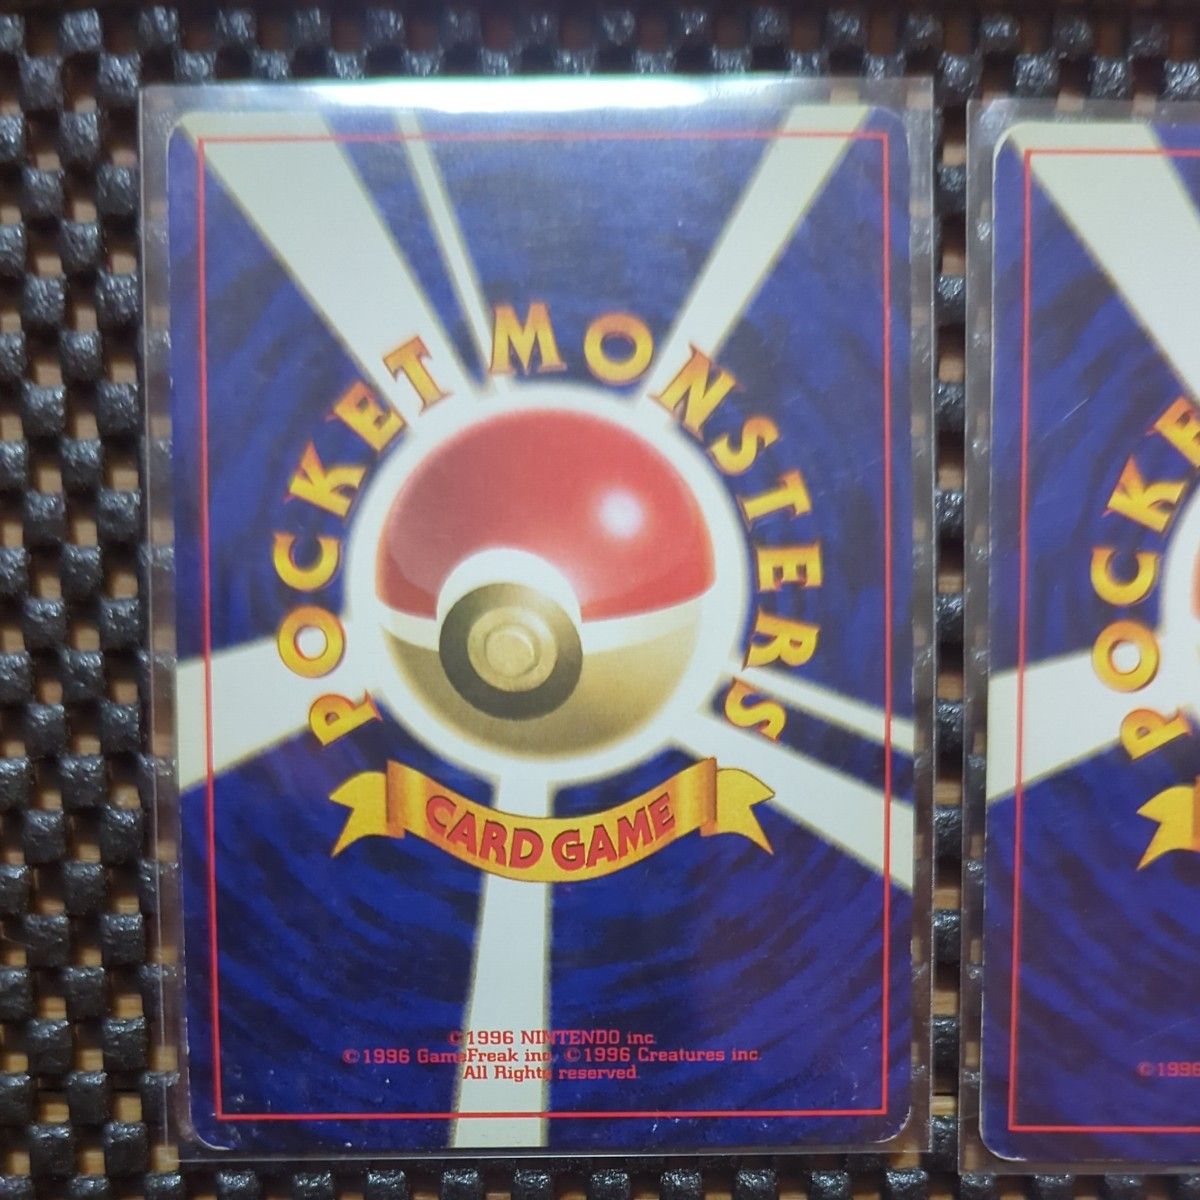 POCKET MONSTERS
CARD GAME
©1996 NINTENDO inc.
©1996 GameFreak inc. ©1996 Creatures inc.
All Rights reserved.
POCKE
©1996